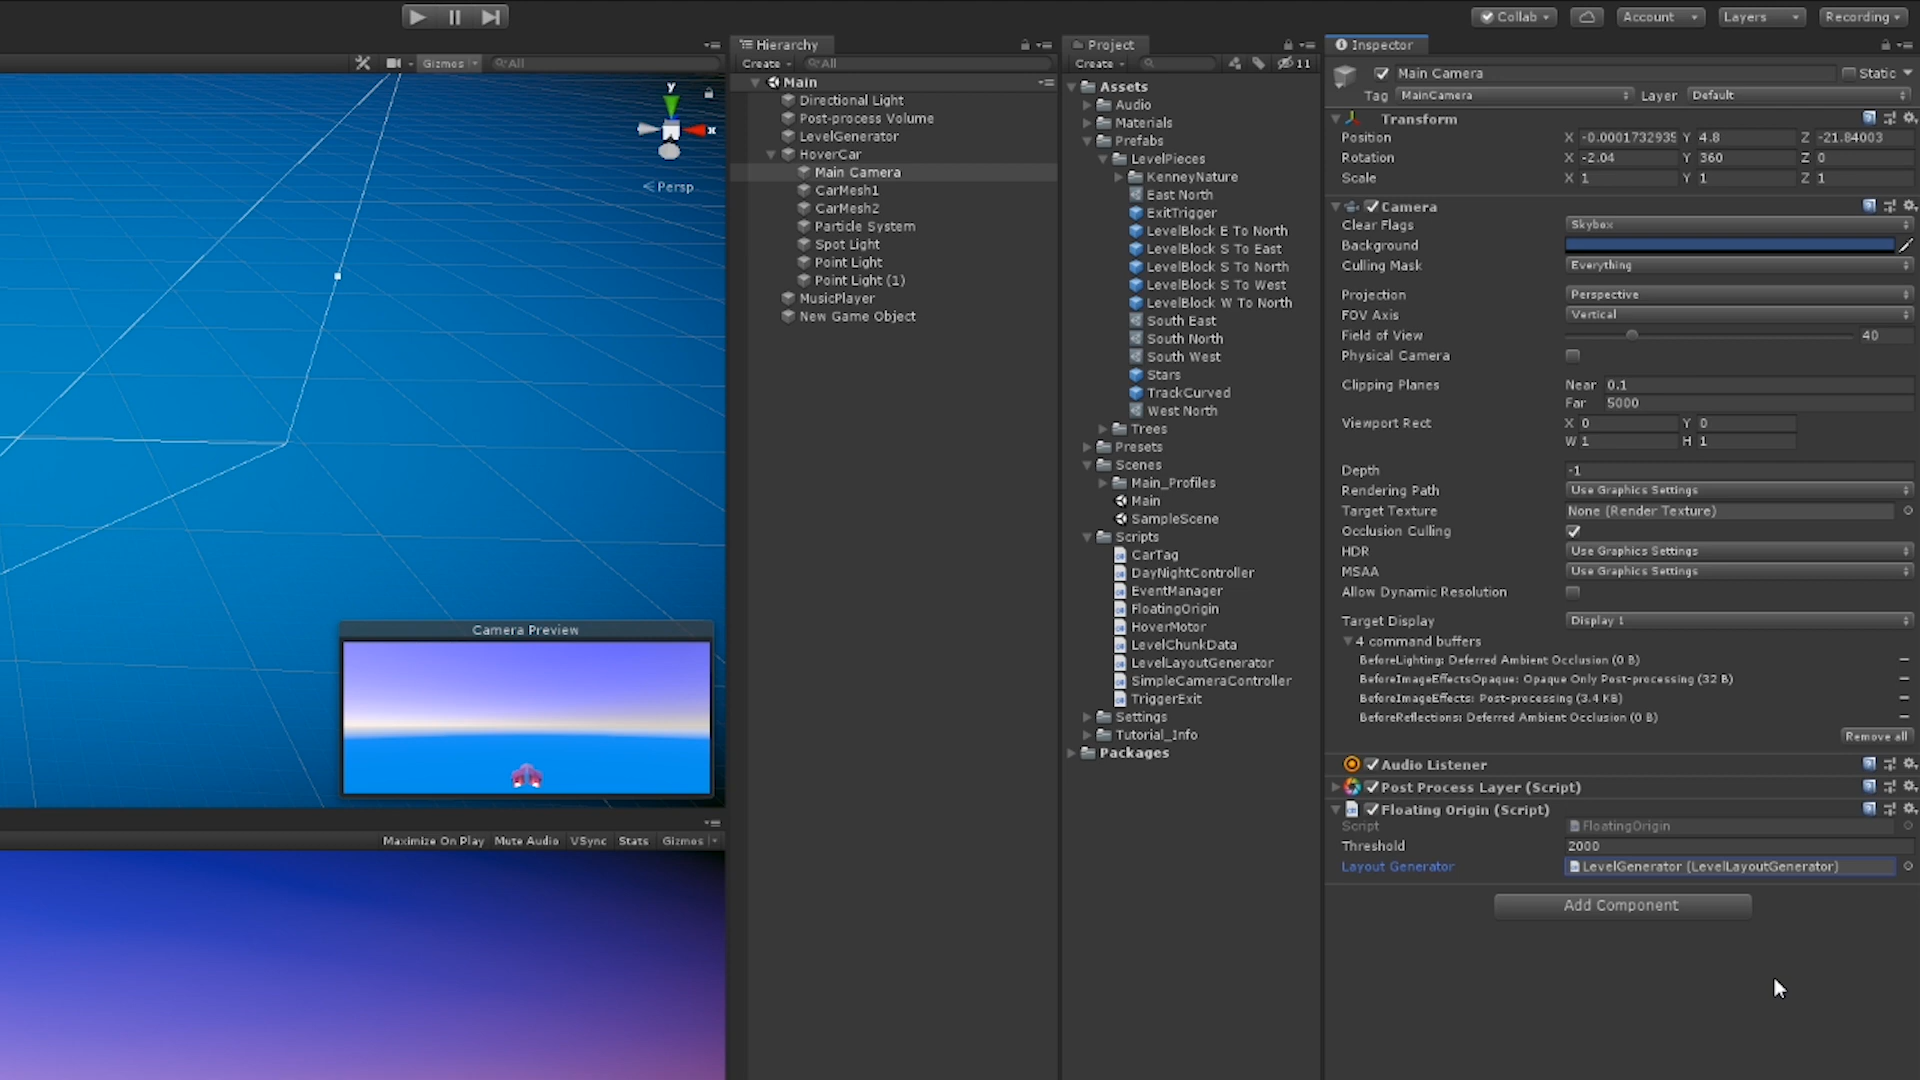 Collab
Account
Layers
Recording
Gizmos
All
y
x
Persp
Camera Preview
Maximize On Play Mute Audio VSync Stats Gizmos
Hierarchy
Create
All
Main
Directional Light
Post-process Volume
LevelGenerator
HoverCar
Main Camera
CarMesh1
CarMesh2
Particle System
Spot Light
Point Light
Point Light (1)
MusicPlayer
New Game Object
Project
Create
11
Assets
Audio
Materials
Prefabs
LevelPieces
KenneyNature
East North
ExitTrigger
LevelBlock E To North
LevelBlock S To East
LevelBlock S To North
LevelBlock S To West
LevelBlock W To North
South East
South North
South West
Stars
TrackCurved
West North
Trees
Presets
Scenes
Main_Profiles
Main
SampleScene
Scripts
CarTag
DayNightController
EventManager
FloatingOrigin
HoverMotor
LevelChunkData
LevelLayoutGenerator
SimpleCameraController
TriggerExit
Settings
Tutorial_Info
Packages
Inspector
Main Camera
Static
Tag MainCamera Layer Default
Transform
Position X -0.0001732935 Y 4.8 Z -21.84003
Rotation X -2.04 Y 360 Z 0
Scale X 1 Y 1 Z 1
Camera
Clear Flags Skybox
Background
Culling Mask Everything
Projection Perspective
FOV Axis Vertical
Field of View 40
Physical Camera
Clipping Planes Near 0.1
Far 5000
Viewport Rect X 0 Y 0
W 1 H 1
Depth -1
Rendering Path Use Graphics Settings
Target Texture None (Render Texture)
Occlusion Culling
HDR Use Graphics Settings
MSAA Use Graphics Settings
Allow Dynamic Resolution
Target Display Display 1
4 command buffers
BeforeLighting: Deferred Ambient Occlusion (0 B)
BeforeImageEffectsOpaque: Opaque Only Post-processing (32 B)
BeforeImageEffects: Post-processing (3.4 KB)
BeforeReflections: Deferred Ambient Occlusion (0 B)
Remove all
Audio Listener
Post Process Layer (Script)
Floating Origin (Script)
Script FloatingOrigin
Threshold 2000
Layout Generator LevelGenerator (LevelLayoutGenerator)
Add Component